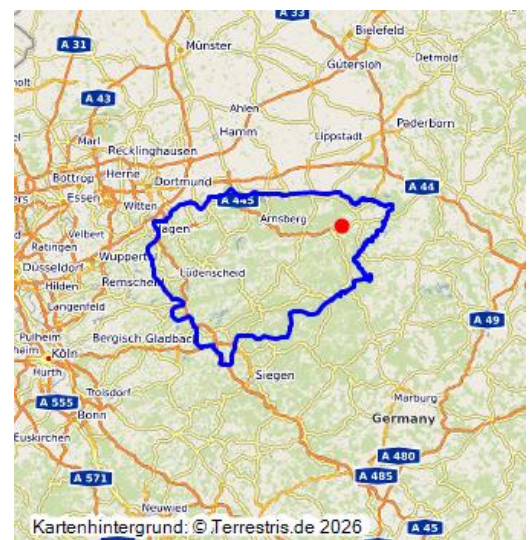 A 33
A 31
Bielefeld
Münster
Gütersloh
Detmold
A 43
Ahlen
Paderborn
Hamm
Lippstadt
Marl
Recklinghausen
Bottrop
Herne
Dortmund
A 44
Essen
Witten
A 445
Arnsberg
Velbert
agen
Ratingen
Wuppertal
Düsseldorf
Lüdenscheid
Hilden
Remscheid
Langenfeld
A 49
Pulheim
Bergisch Gladbach
heim
Köln
Hürth
Siegen
Troisdorf
Marburg
A 555
Bonn
Germany
Euskirchen
A 480
A 571
A 485
Neuwied
A 45
Kartenhintergrund: © Terrestris.de 2026